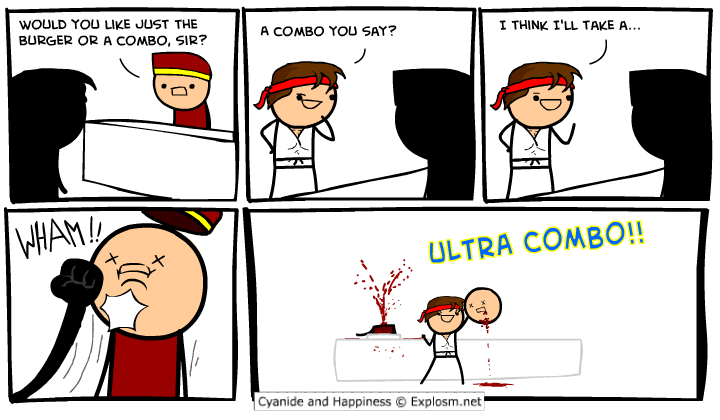 WOULD YOU LIKE JUST THE
BURGER OR A COMBO, SIR?
A COMBO YOU SAY?
I THINK I'LL TAKE A...
WHAM!!
ULTRA COMBO!!
Cyanide and Happiness © Explosm.net